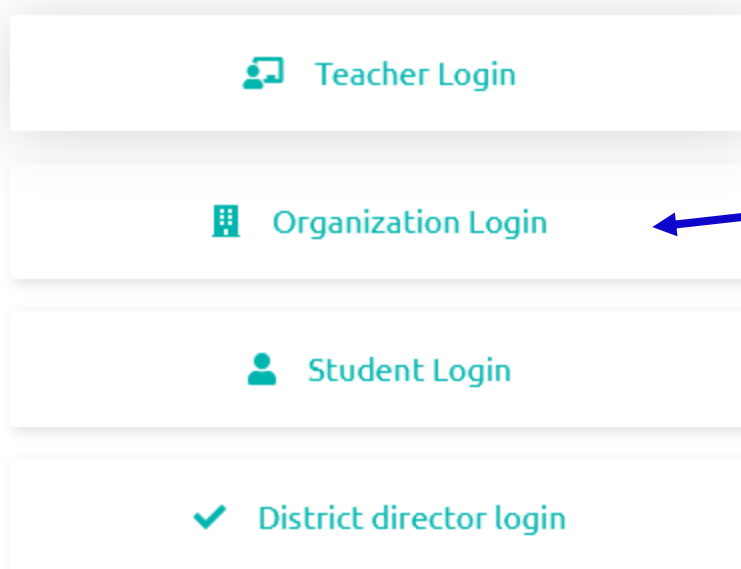 Teacher Login
Organization Login
Student Login
District director login